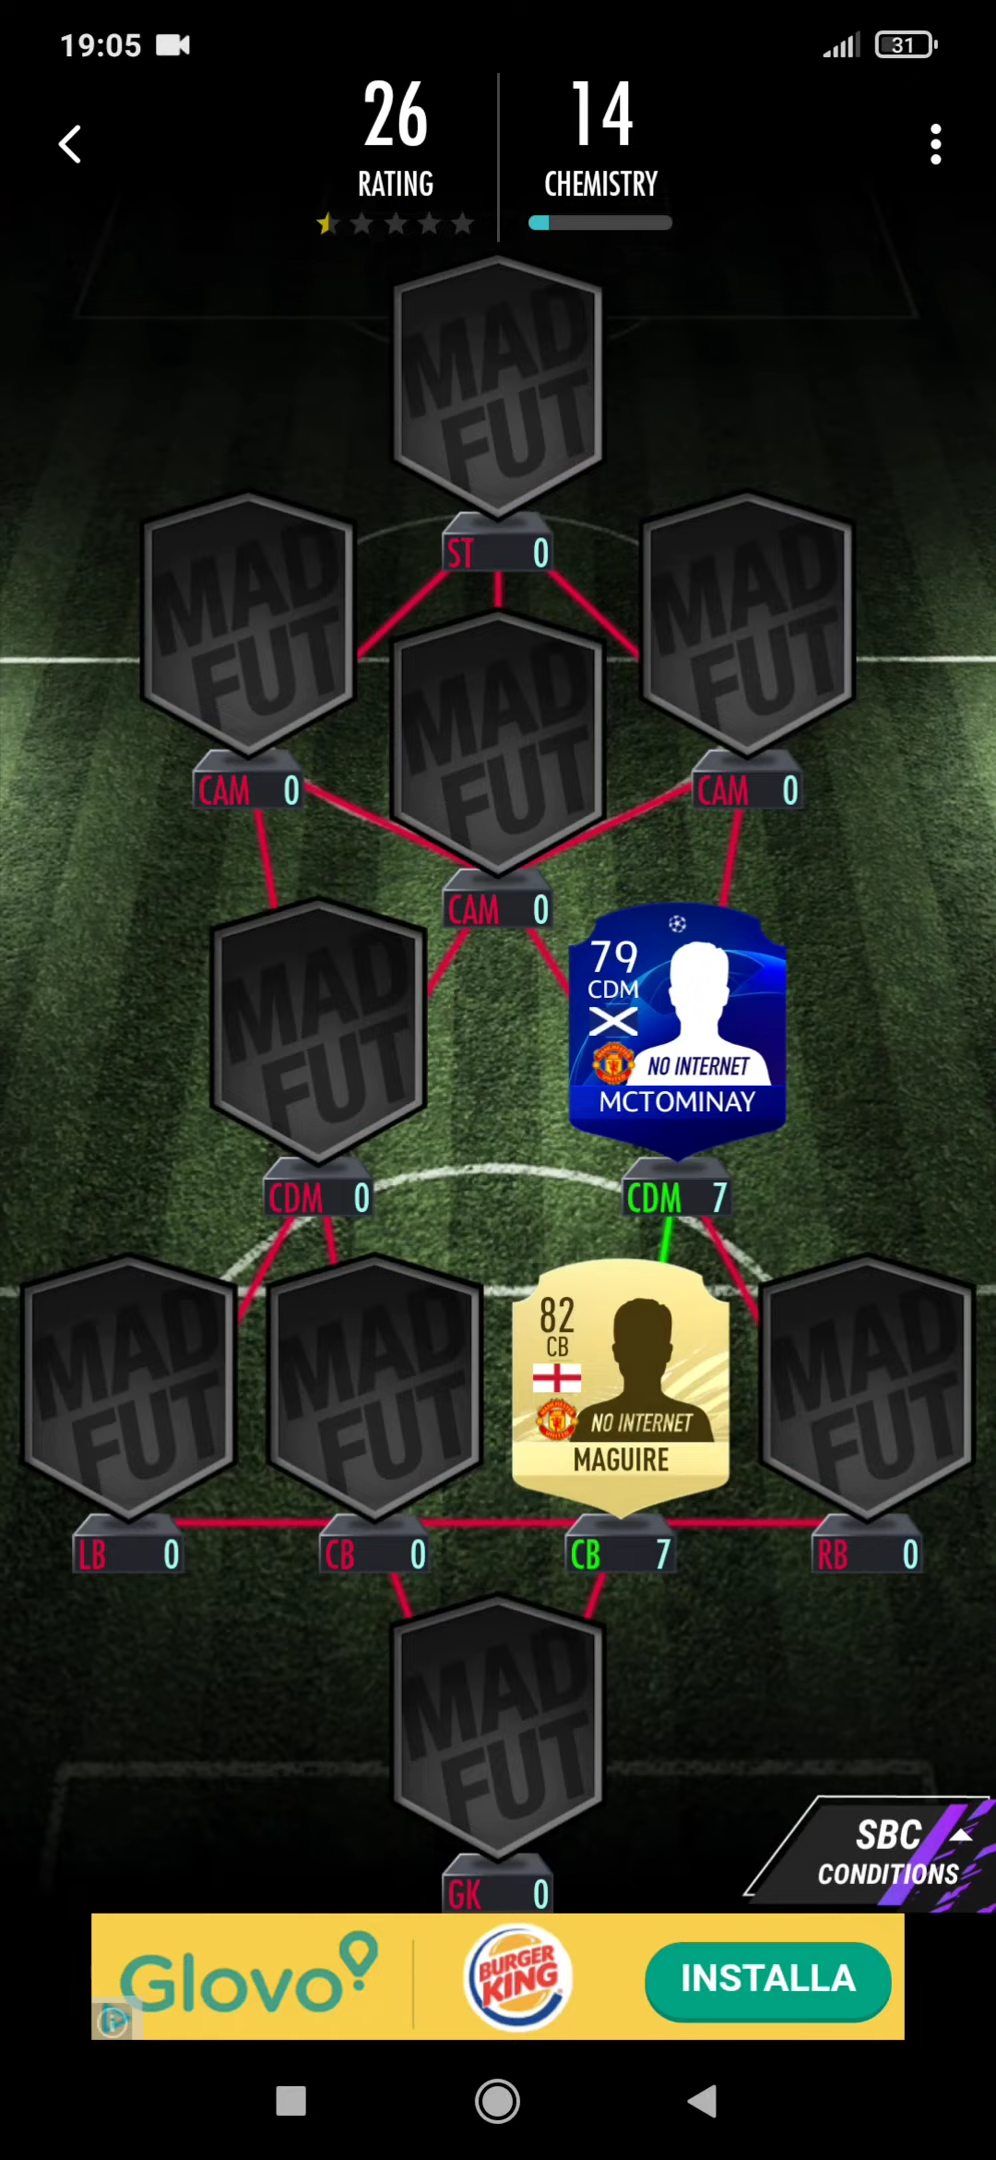 19:05
31
26
14
RATING
CHEMISTRY
MAD
FUT
ST 0
MAD
FUT
MAD
FUT
MAD
FUT
CAM 0
CAM 0
CAM 0
MAD
FUT
79
CDM
NO INTERNET
MCTOMINAY
CDM 0
CDM 7
MAD
FUT
MAD
FUT
82
CB
NO INTERNET
MAGUIRE
MAD
FUT
LB 0
CB 0
CB 7
RB 0
MAD
FUT
SBC
CONDITIONS
GK 0
Glovo
BURGER
KING
INSTALLA